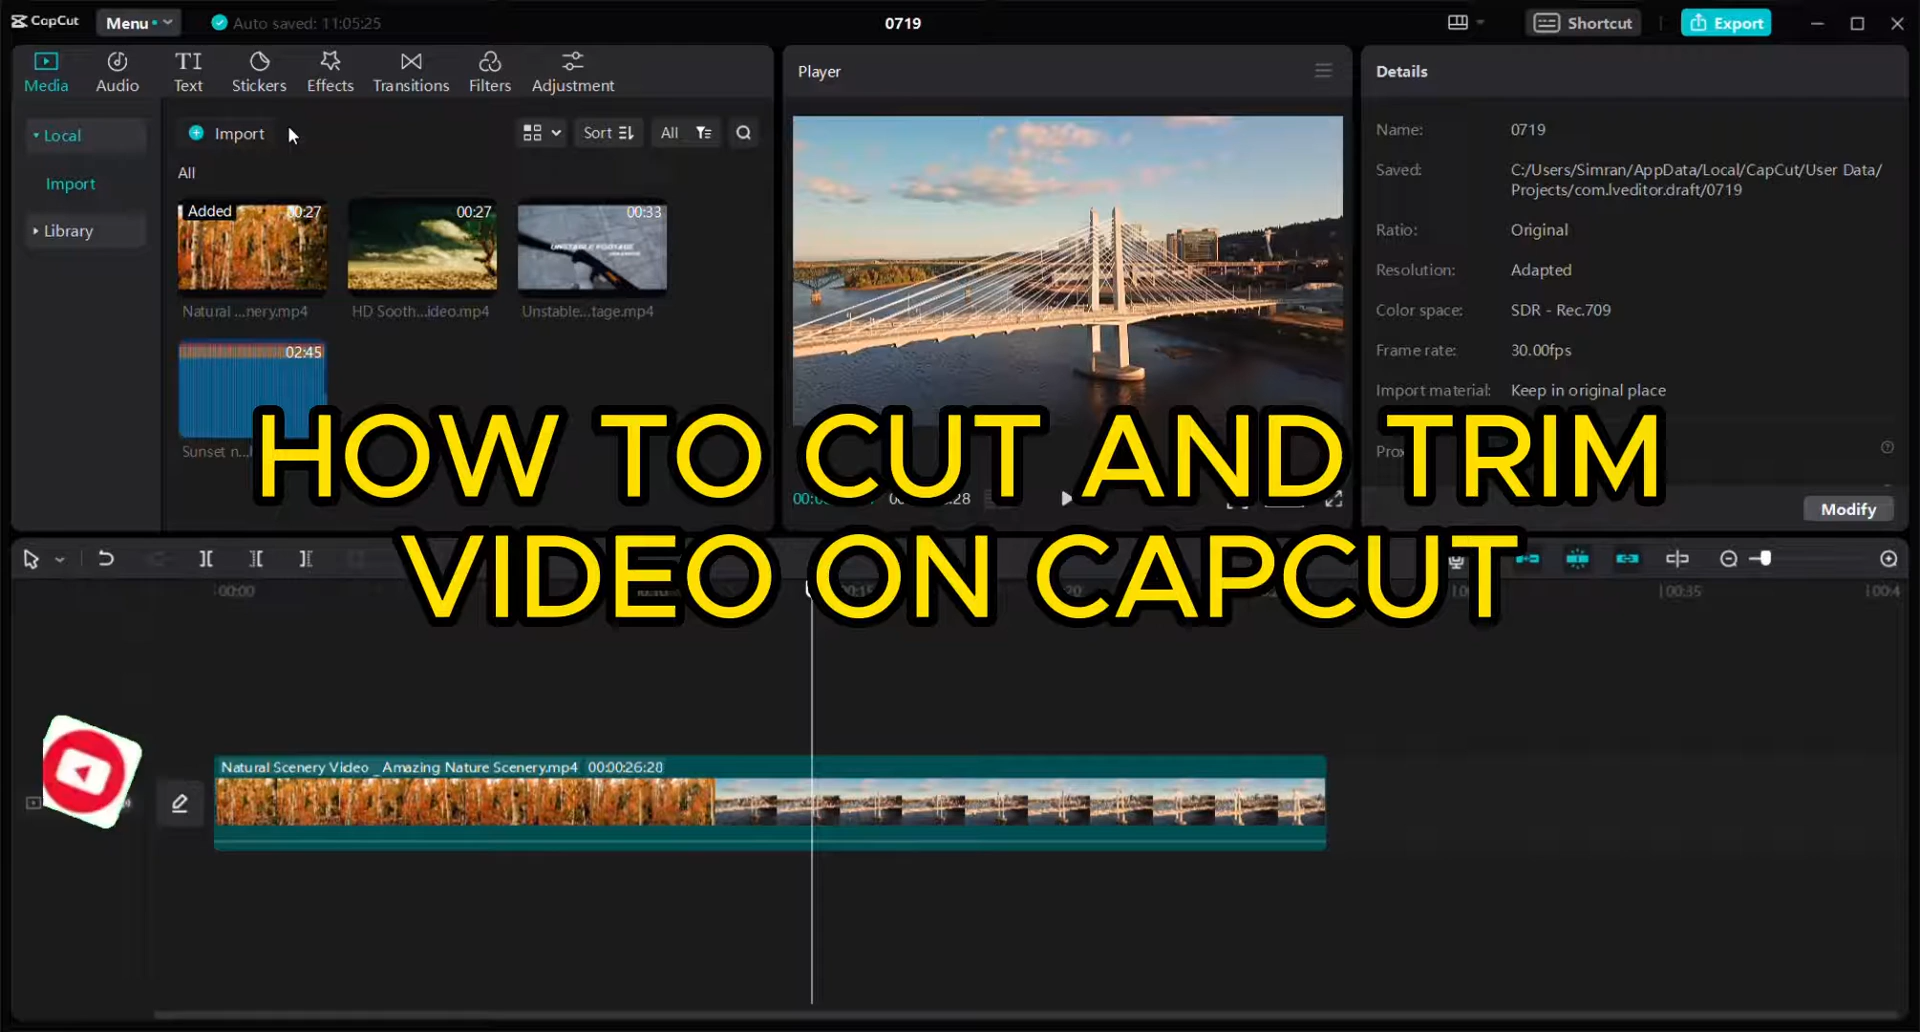 CapCut
Menu
Auto saved: 11:05:25
0719
Shortcut
Export
Media
Audio
TI
Text
Stickers
Effects
Transitions
Filters
Adjustment
Player
Details
Local
Import
Library
Import
Sort
All
All
Added
00:27
00:27
00:33
UNSTABLE FOOTAGE
Natural ...nery.mp4
HD Sooth...ideo.mp4
Unstable...tage.mp4
02:45
Sunset n...
Name:
0719
Saved:
C:/Users/Simran/AppData/Local/CapCut/User Data/
Projects/com.lveditor.draft/0719
Ratio:
Original
Resolution:
Adapted
Color space:
SDR - Rec.709
Frame rate:
30.00fps
Import material:
Keep in original place
Modify
HOW TO CUT AND TRIM
VIDEO ON CAPCUT
00:00
00:35
Natural Scenery Video _ Amazing Nature Scenery.mp4 00:00:26:28